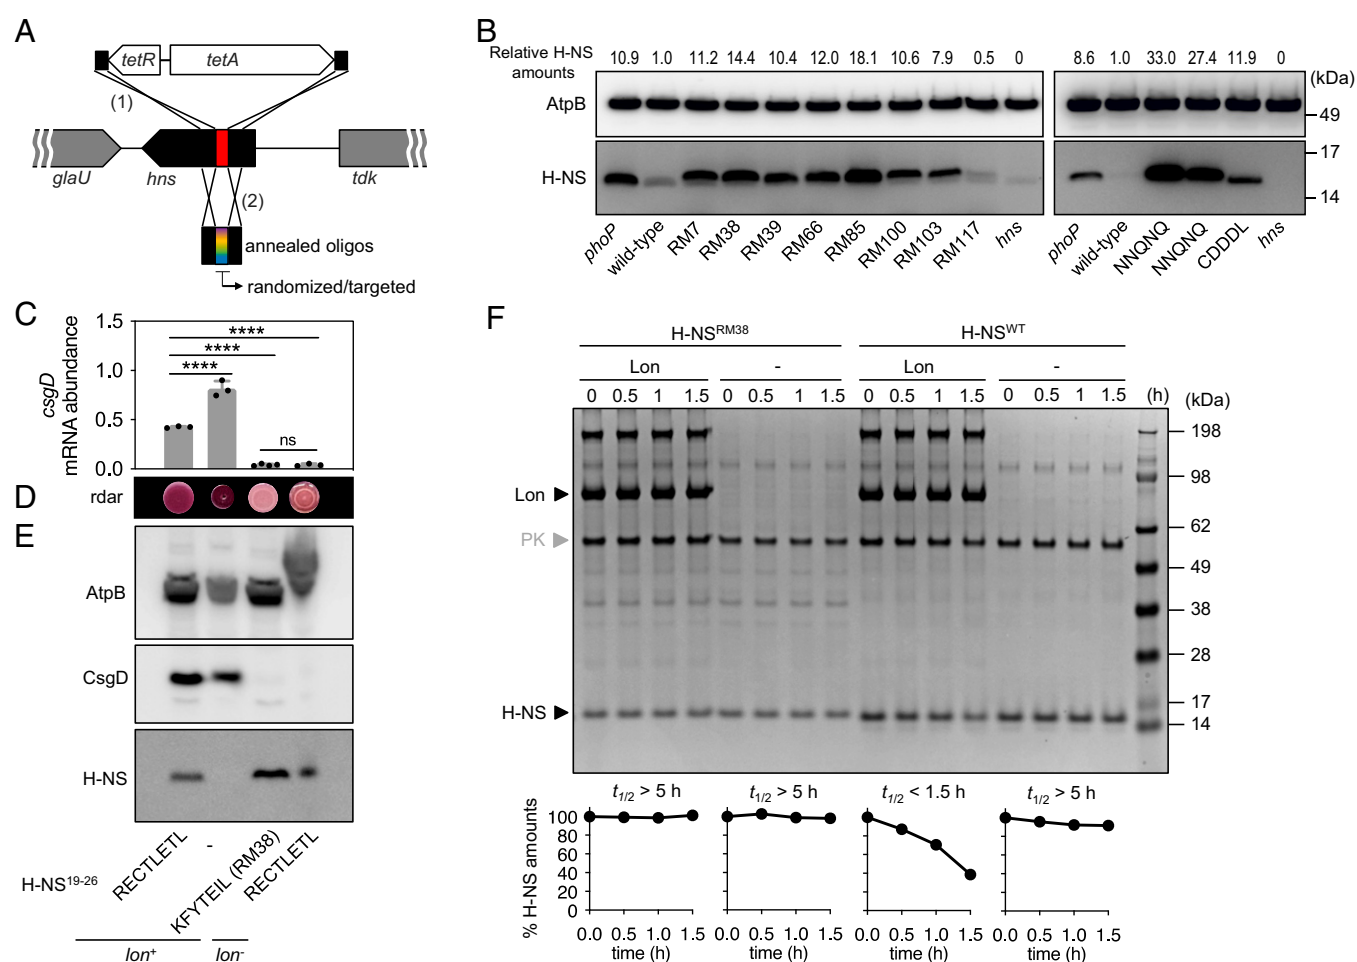 A
tetR
tetA
(1)
glaU
hns
tdk
(2)
annealed oligos
randomized/targeted
B
Relative H-NS
amounts
10.9 1.0 11.2 14.4 10.4 12.0 18.1 10.6 7.9 0.5 0
8.6 1.0 33.0 27.4 11.9 0
(kDa)
AtpB
49
17
H-NS
14
phoP wild-type RM7 RM38 RM39 RM66 RM85 RM100 RM103 RM117 hns
phoP wild-type NNQNQ NNQNQ CDDDL hns
C
csgD
mRNA abundance
1.5
1.0
0.5
0.0
****
****
****
ns
D
rdar
E
AtpB
CsgD
H-NS
H-NS19-26
RECTLETL - KFYTEIL (RM38) RECTLETL
lon+ lon-
F
H-NSRM38 H-NSWT
Lon - Lon -
0 0.5 1 1.5 0 0.5 1 1.5 0 0.5 1 1.5 0 0.5 1 1.5 (h) (kDa)
198
98
Lon
62
PK
49
38
28
17
H-NS
14
t1/2 > 5 h t1/2 > 5 h t1/2 < 1.5 h t1/2 > 5 h
% H-NS amounts
100
80
60
40
20
0
0.0 0.5 1.0 1.5 0.0 0.5 1.0 1.5 0.0 0.5 1.0 1.5 0.0 0.5 1.0 1.5
time (h) time (h) time (h) time (h)